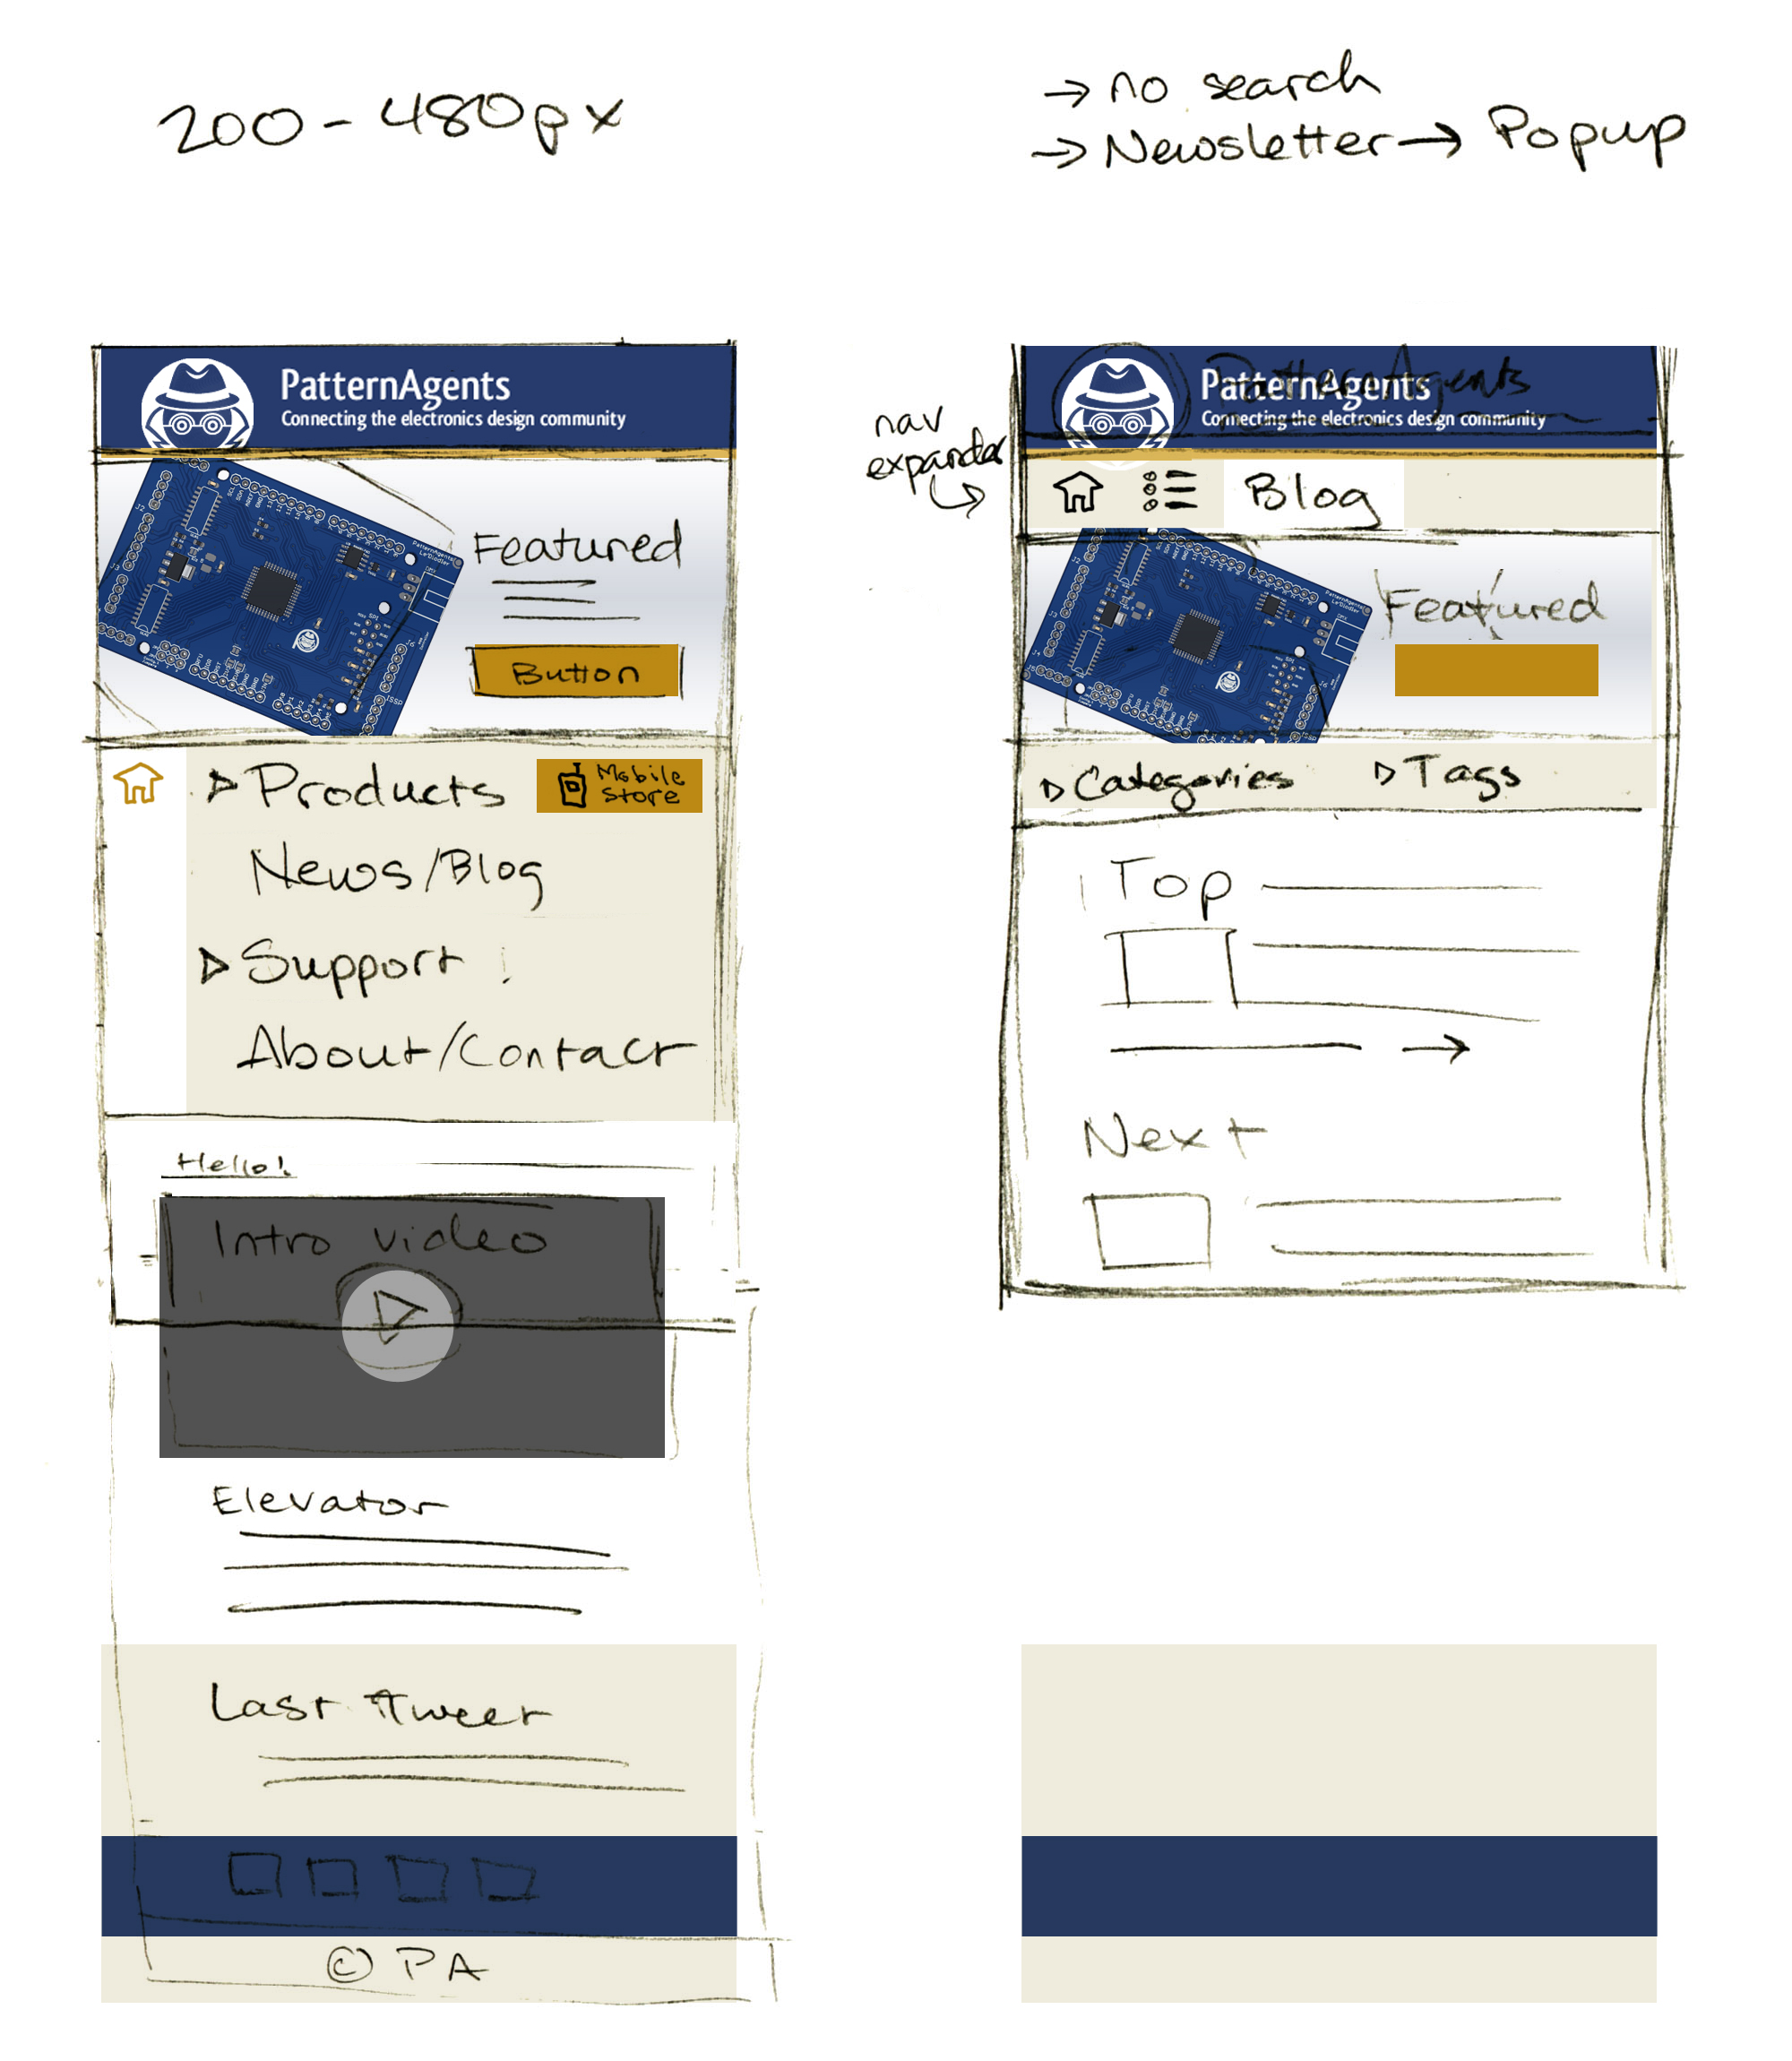 200-480px
→ no search
→ Newsletter → Popup
PatternAgents
Connecting the electronics design community
Featured
Button
Products
Mobile
Store
News/Blog
Support
About/Contact
Hello!
Intro video
Elevator
Last Tweet
© PA
nav
expander
PatternAgents
PatternAgents
Connecting the electronics design community
Blog
Featured
Categories
Tags
Top
Next